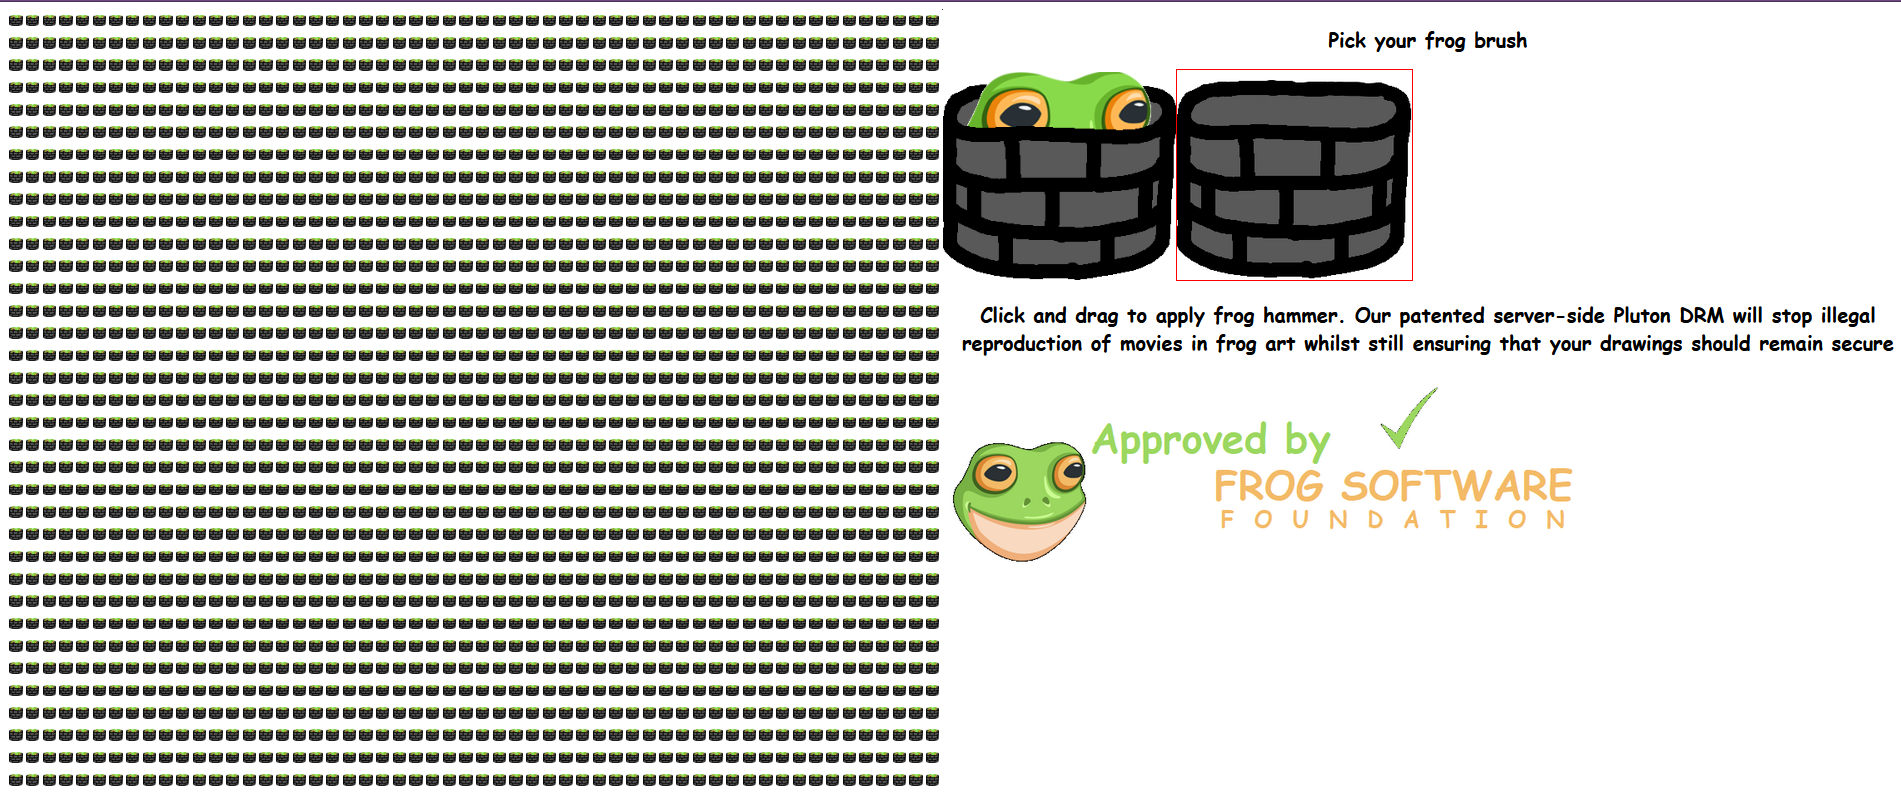 Pick your frog brush
Click and drag to apply frog hammer. Our patented server-side Pluton DRM will stop illegal
reproduction of movies in frog art whilst still ensuring that your drawings should remain secure
Approved by
FROG SOFTWARE
FOUNDATION